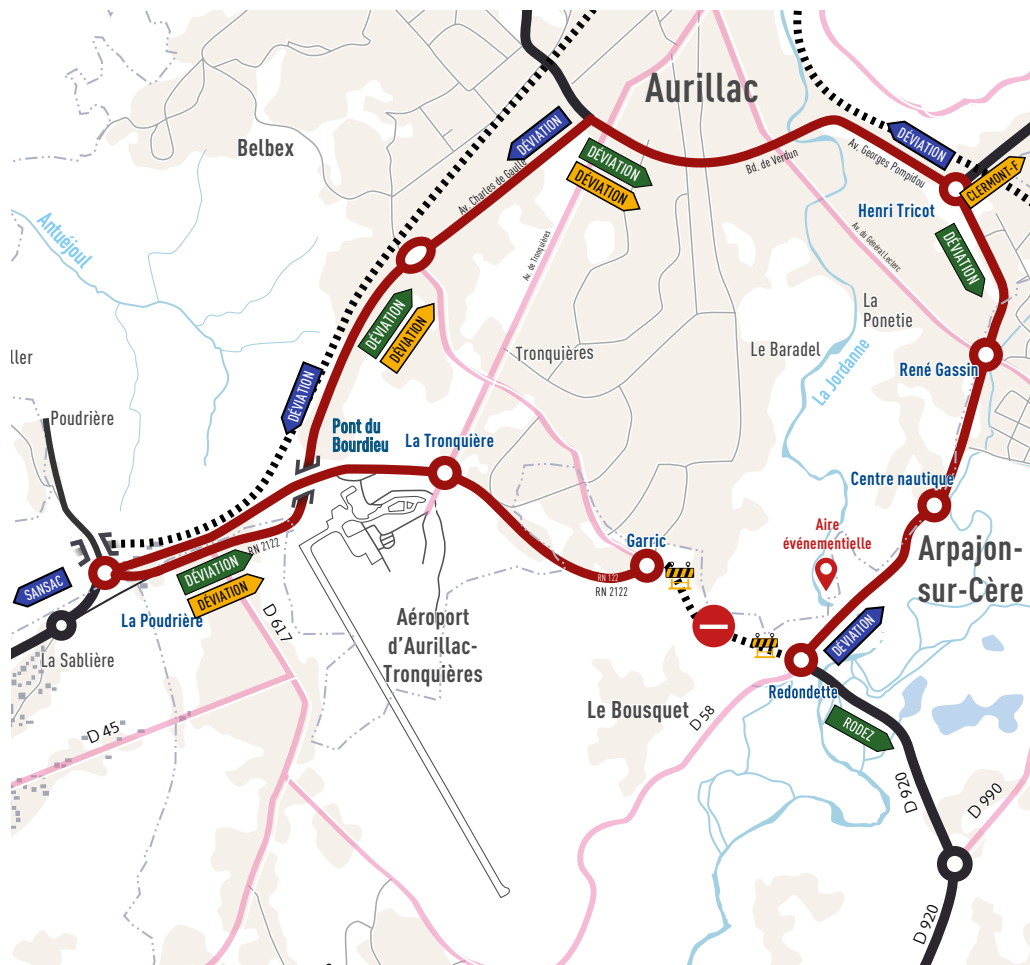 Aurillac
Belbex
DÉVIATION
DÉVIATION
DÉVIATION
DÉVIATION
CLERMONT-F
Av. Charles de Gaulle
Bd. de Verdun
Av. Georges Pompidou
Henri Tricot
Antuéjoul
Av. de Tronquières
Av. du Général Leclerc
DÉVIATION
La
Ponetie
ller
DÉVIATION
DÉVIATION
Tronquières
Le Baradel
La Jordanne
René Gassin
DÉVIATION
Poudrière
Pont du
Bourdieu
La Tronquière
Centre nautique
Aire
événementielle
Garric
Arpajon-
sur-Cère
RN 2122
RN 122
RN 2122
SANSAC
DÉVIATION
DÉVIATION
La Poudrière
D 617
Aéroport
d'Aurillac-
Tronquières
La Sablière
DÉVIATION
Redondette
Le Bousquet
D 58
RODEZ
D 45
D 920
D 990
D 920